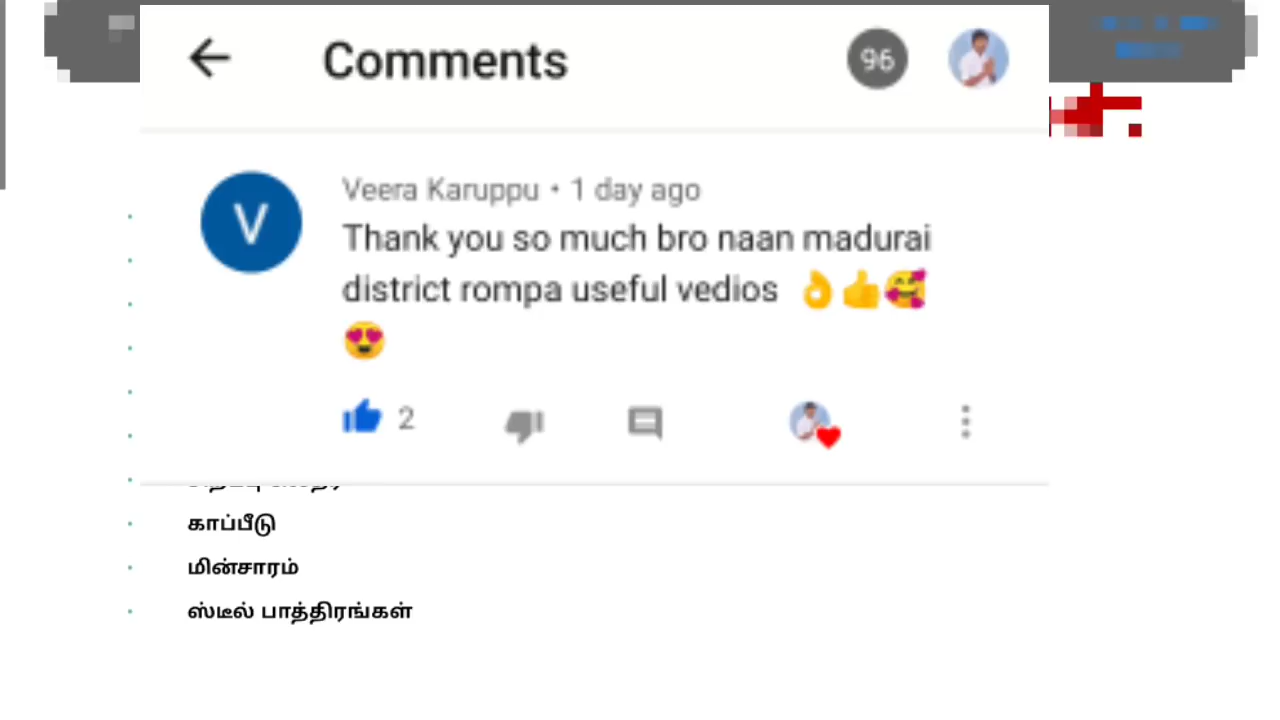 Comments
96
V
Veera Karuppu • 1 day ago
Thank you so much bro naan madurai
district rompa useful vedios 👌👍🥰
😍
2
காப்பீடு
மின்சாரம்
ஸ்டீல் பாத்திரங்கள்